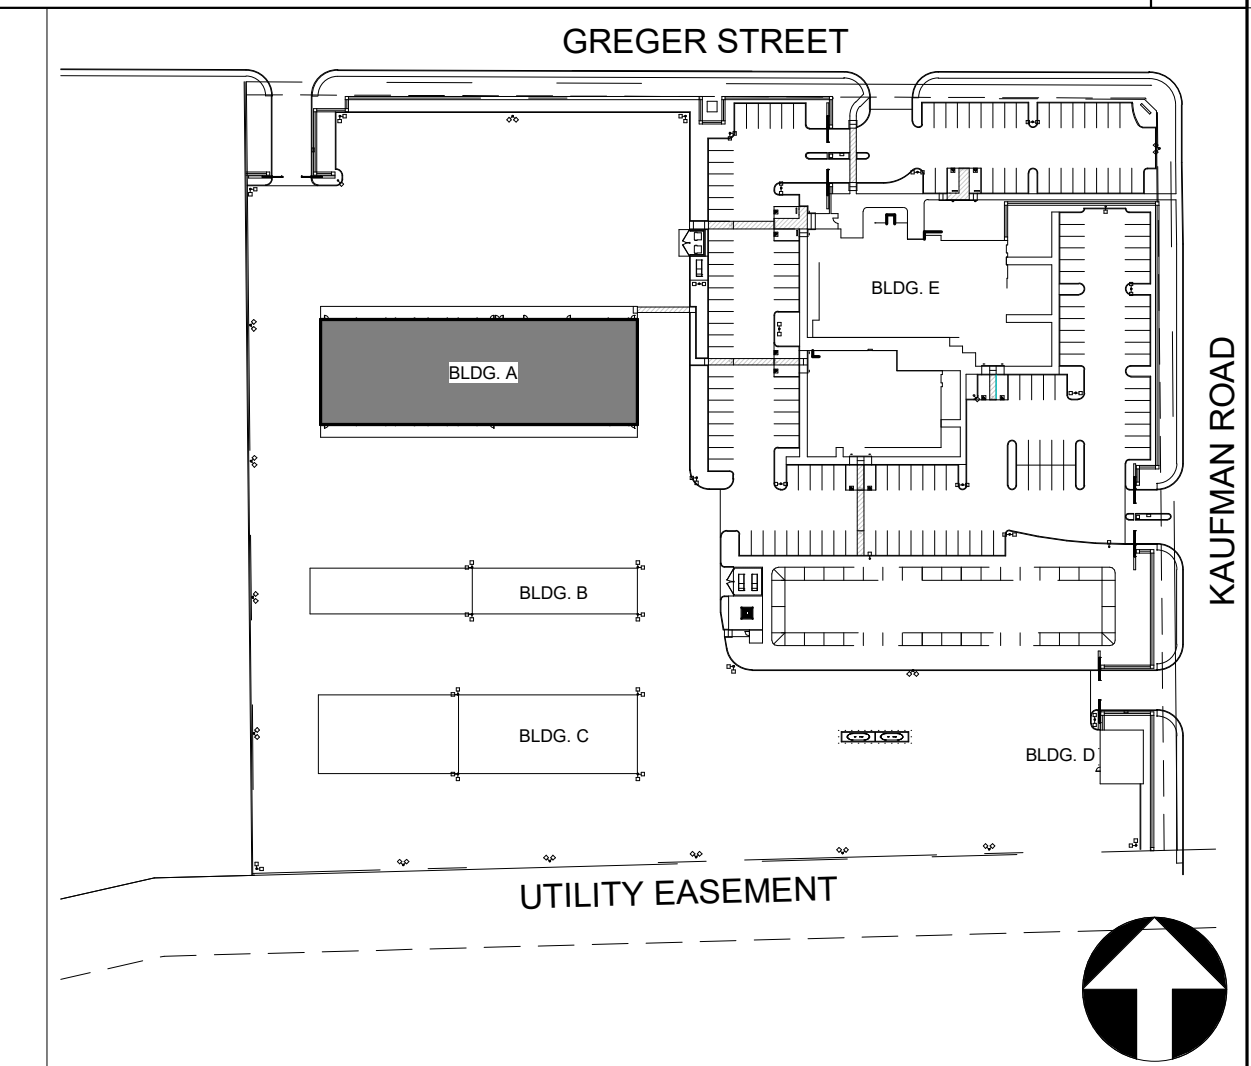 GREGER STREET
BLDG. E
BLDG. A
KAUFMAN ROAD
BLDG. B
BLDG. C
BLDG. D
UTILITY EASEMENT